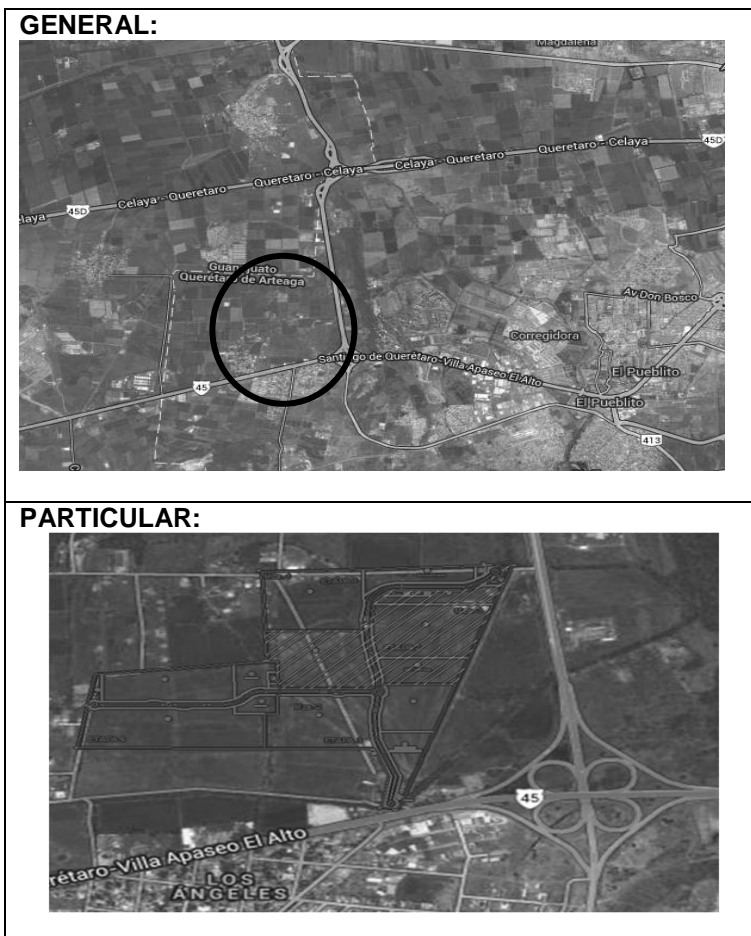 GENERAL:
Magdalena
45D
Celaya - Queretaro
Queretaro - Celaya
Celaya - Queretaro
Queretaro - Celaya
45D
elaya
Guanajuato
Querétaro de Arteaga
Av Don Bosco
Corregidora
Santiago de Querétaro-Villa Apaseo El Alto
El Pueblito
45
El Pueblito
413
PARTICULAR:
45
rétaro-Villa Apaseo El Alto
LOS
ÁNGELES